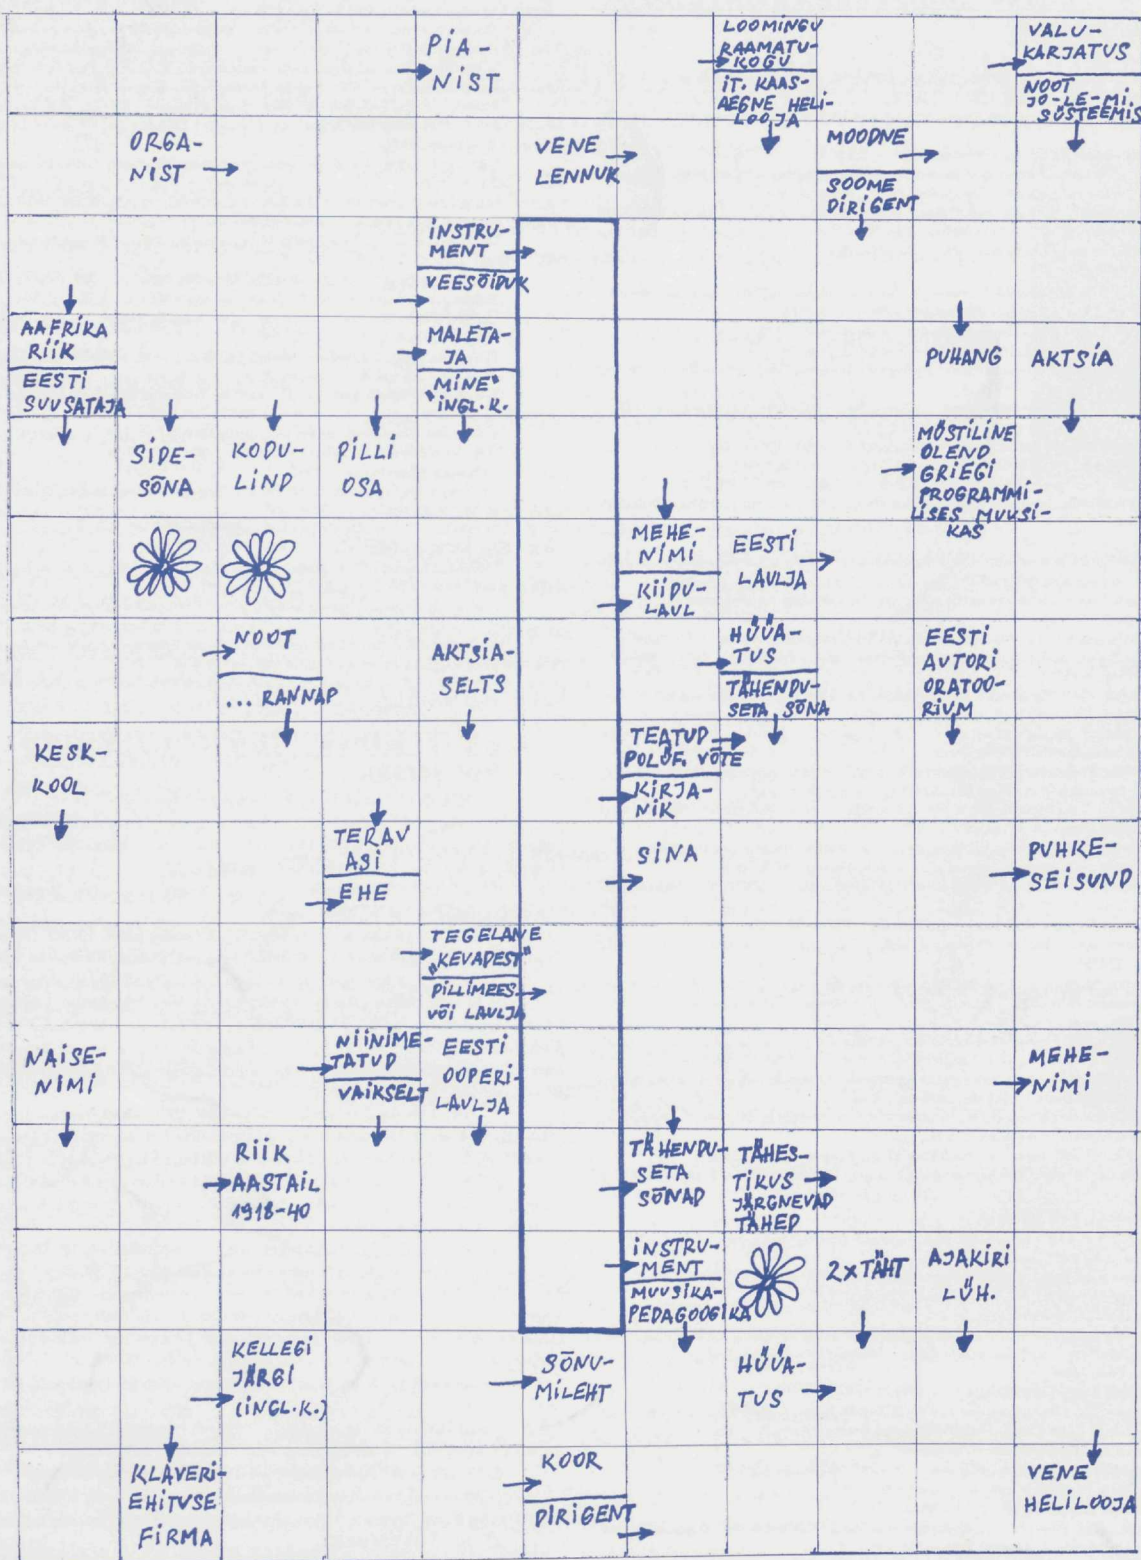 PIA-
NIST
LOOMINGU
RAAMATU-
KOGU
IT. KAAS-
AEGNE HELI-
LOOJA
VALU-
KARJATUS
NOOT
JO-LE-MI.
SÜSTEEMIS
ORGA-
NIST
VENE
LENNUK
MOODNE
SOOME
DIRIGENT
INSTRU-
MENT
VEESÕIDUK
AAFRIKA
RIIK
EESTI
SUUSATAJA
MALETA-
JA
"MINE"
INGL.K.
PUHANG
AKTSIA
SIDE-
SÕNA
KODU-
LIND
PILLI
OSA
MÜSTILINE
OLEND
GRIEGI
PROGRAMMI-
LISES MUUSI-
KAS
MEHE-
NIMI
KIIDU-
LAUL
EESTI
LAULJA
NOOT
... RANNAP
AKTSIA-
SELTS
HÜÜA-
TUS
TÄHENDU-
SETA SÕNA
EESTI
AUTORI
ORATOO-
RIUM
KESK-
KOOL
TEATUD
POLÜF. VÕTE
KIRJA-
NIK
TERAV
ASI
EHE
SINA
PUHKE-
SEISUND
TEGELANE
"KEVADEST"
PILLIMEES
VÕI LAULJA
NAISE-
NIMI
NIINIME-
TATUD
VAIKSELT
EESTI
OOPERI-
LAULJA
MEHE-
NIMI
RIIK
AASTAIL
1918-40
TÄHENDU-
SETA
SÕNAD
TÄHES-
TIKUS
JÄRGNEVAD
TÄHED
INSTRU-
MENT
MUUSIKA-
PEDAGOOGIKA
2xTÄHT
AJAKIRI
LÜH.
KELLEGI
JÄRGI
(INGL.K.)
SÕNU-
MILEHT
HÜÜA-
TUS
KLAVERI-
EHITUSE
FIRMA
KOOR
DIRIGENT
VENE
HELILOOJA